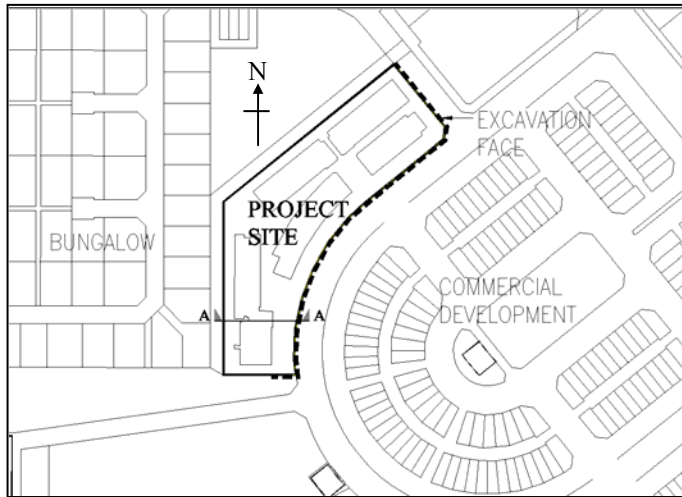 N
EXCAVATION
FACE
PROJECT
SITE
BUNGALOW
COMMERCIAL
DEVELOPMENT
A A